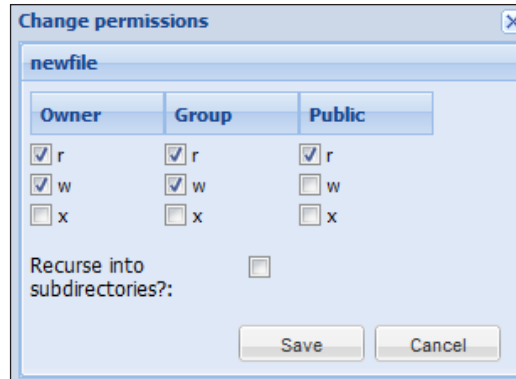 Change permissions
newfile
Owner Group Public
r r r
w w w
x x x
Recurse into
subdirectories?:
Save Cancel